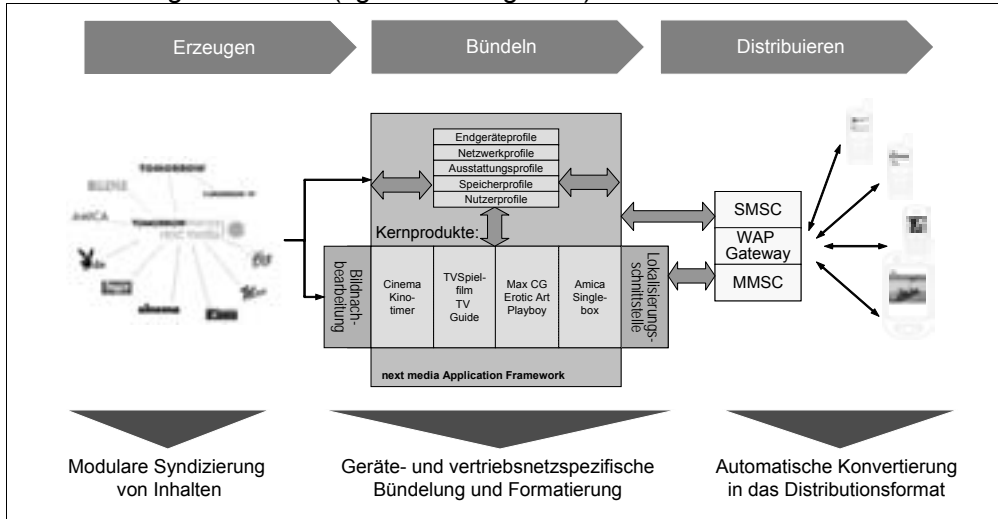 Erzeugen
Bündeln
Distribuieren
TOMORROW
AMICA
TOMORROW
cinema
Endgeräteprofile
Netzwerkprofile
Ausstattungsprofile
Speicherprofile
Nutzerprofile
Kernprodukte:
Bildnach-
bearbeitung
Cinema
Kino-
timer
TVSpiel-
film
TV
Guide
Max CG
Erotic Art
Playboy
Amica
Single-
box
Lokalisierungs-
schnittstelle
next media Application Framework
SMSC
WAP
Gateway
MMSC
Modulare Syndizierung
von Inhalten
Geräte- und vertriebsnetzspezifische
Bündelung und Formatierung
Automatische Konvertierung
in das Distributionsformat